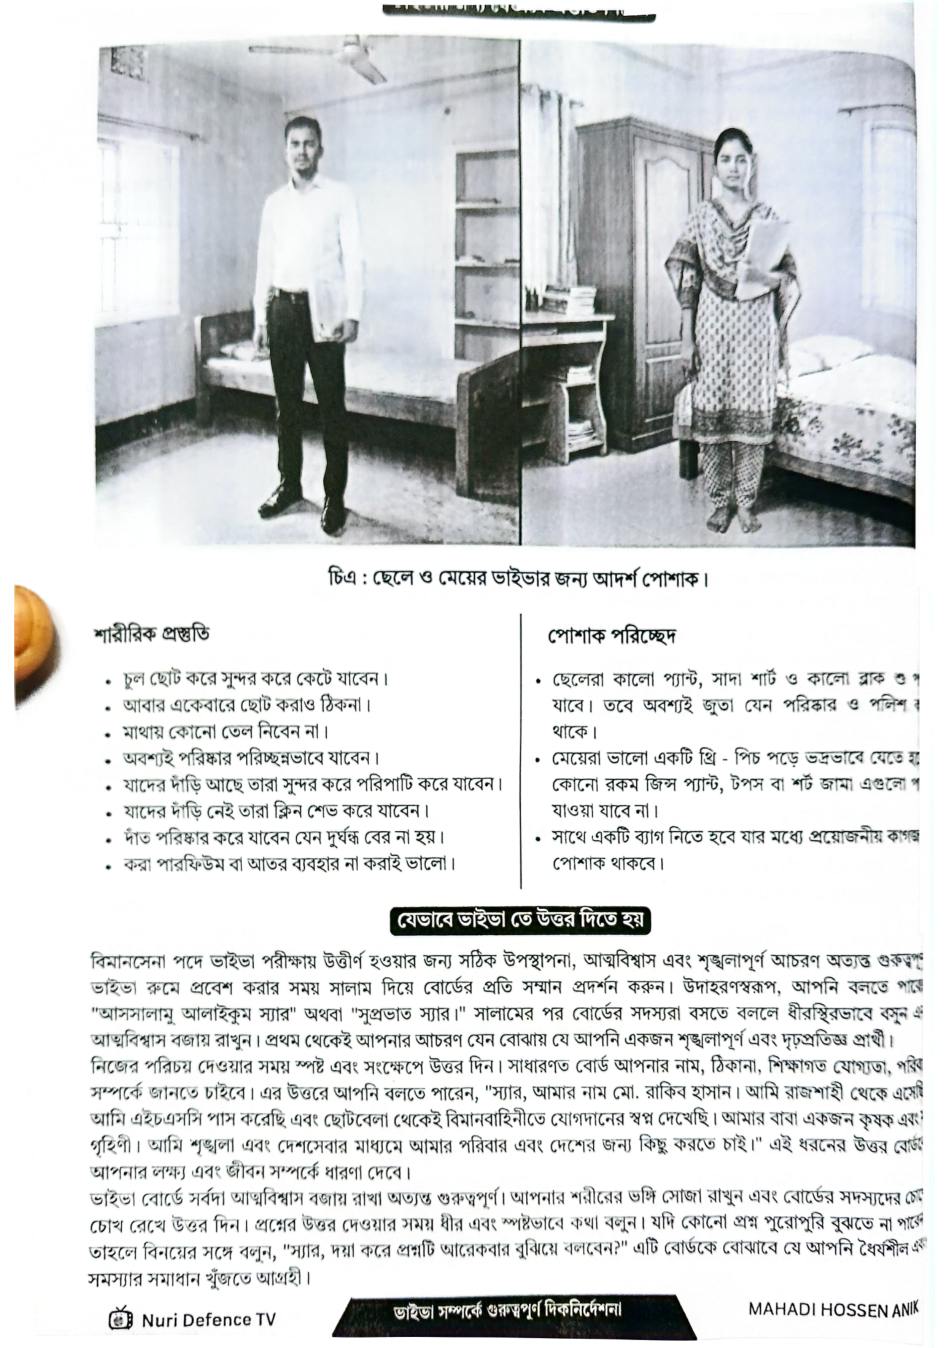 চিএ : ছেলে ও মেয়ের ভাইভার জন্য আদর্শ পোশাক।
শারীরিক প্রস্তুতি
• চুল ছোট করে সুন্দর করে কেটে যাবেন।
• আবার একেবারে ছোট করাও ঠিকনা।
• মাথায় কোনো তেল নিবেন না।
• অবশ্যই পরিষ্কার পরিচ্ছন্নভাবে যাবেন।
• যাদের দাঁড়ি আছে তারা সুন্দর করে পরিপাটি করে যাবেন।
• যাদের দাঁড়ি নেই তারা ক্লিন শেভ করে যাবেন।
• দাঁত পরিষ্কার করে যাবেন যেন দুর্ঘন্ধ বের না হয়।
• করা পারফিউম বা আতর ব্যবহার না করাই ভালো।
পোশাক পরিচ্ছেদ
• ছেলেরা কালো প্যান্ট, সাদা শার্ট ও কালো ব্লাক শু
যাবে। তবে অবশ্যই জুতা যেন পরিষ্কার ও পলিশ
থাকে।
• মেয়েরা ভালো একটি থ্রি - পিচ পড়ে ভদ্রভাবে যেতে
কোনো রকম জিন্স প্যান্ট, টপস বা শর্ট জামা এগুলো
যাওয়া যাবে না।
• সাথে একটি ব্যাগ নিতে হবে যার মধ্যে প্রয়োজনীয়
পোশাক থাকবে।
যেভাবে ভাইভা তে উত্তর দিতে হয়
বিমানসেনা পদে ভাইভা পরীক্ষায় উত্তীর্ণ হওয়ার জন্য সঠিক উপস্থাপনা, আত্মবিশ্বাস এবং শৃঙ্খলাপূর্ণ আচরণ অত্যন্ত
ভাইভা রুমে প্রবেশ করার সময় সালাম দিয়ে বোর্ডের প্রতি সম্মান প্রদর্শন করুন। উদাহরণস্বরূপ, আপনি বলতে
"আসসালামু আলাইকুম স্যার" অথবা "সুপ্রভাত স্যার।" সালামের পর বোর্ডের সদস্যরা বসতে বললে ধীরস্থিরভাবে বসুন
আত্মবিশ্বাস বজায় রাখুন। প্রথম থেকেই আপনার আচরণ যেন বোঝায় যে আপনি একজন শৃঙ্খলাপূর্ণ এবং দৃঢ়প্রতিজ্ঞ প্রার্থী।
নিজের পরিচয় দেওয়ার সময় স্পষ্ট এবং সংক্ষেপে উত্তর দিন। সাধারণত বোর্ড আপনার নাম, ঠিকানা, শিক্ষাগত যোগ্যতা,
সম্পর্কে জানতে চাইবে। এর উত্তরে আপনি বলতে পারেন, "স্যার, আমার নাম মো. রাকিব হাসান। আমি রাজশাহী থেকে
আমি এইচএসসি পাস করেছি এবং ছোটবেলা থেকেই বিমানবাহিনীতে যোগদানের স্বপ্ন দেখেছি। আমার বাবা একজন কৃষক এবং
গৃহিণী। আমি শৃঙ্খলা এবং দেশসেবার মাধ্যমে আমার পরিবার এবং দেশের জন্য কিছু করতে চাই।" এই ধরনের উত্তর
আপনার লক্ষ্য এবং জীবন সম্পর্কে ধারণা দেবে।
ভাইভা বোর্ডে সর্বদা আত্মবিশ্বাস বজায় রাখা অত্যন্ত গুরুত্বপূর্ণ। আপনার শরীরের ভঙ্গি সোজা রাখুন এবং বোর্ডের সদস্যদের
চোখ রেখে উত্তর দিন। প্রশ্নের উত্তর দেওয়ার সময় ধীর এবং স্পষ্টভাবে কথা বলুন। যদি কোনো প্রশ্ন পুরোপুরি বুঝতে না
তাহলে বিনয়ের সঙ্গে বলুন, "স্যার, দয়া করে প্রশ্নটি আরেকবার বুঝিয়ে বলবেন?" এটি বোর্ডকে বোঝাবে যে আপনি ধৈর্যশীল
সমস্যার সমাধান খুঁজতে আগ্রহী।
Nuri Defence TV
ভাইভা সম্পর্কে গুরুত্বপূর্ণ দিকনির্দেশনা
MAHADI HOSSEN ANIK